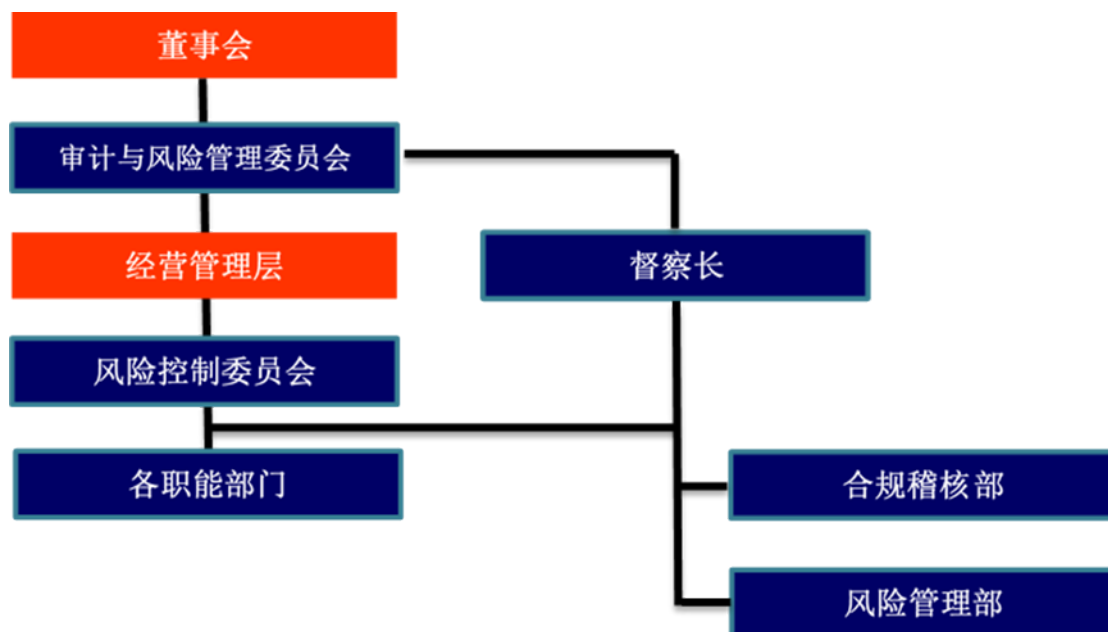 董事会
审计与风险管理委员会
经营管理层
督察长
风险控制委员会
各职能部门
合规稽核部
风险管理部